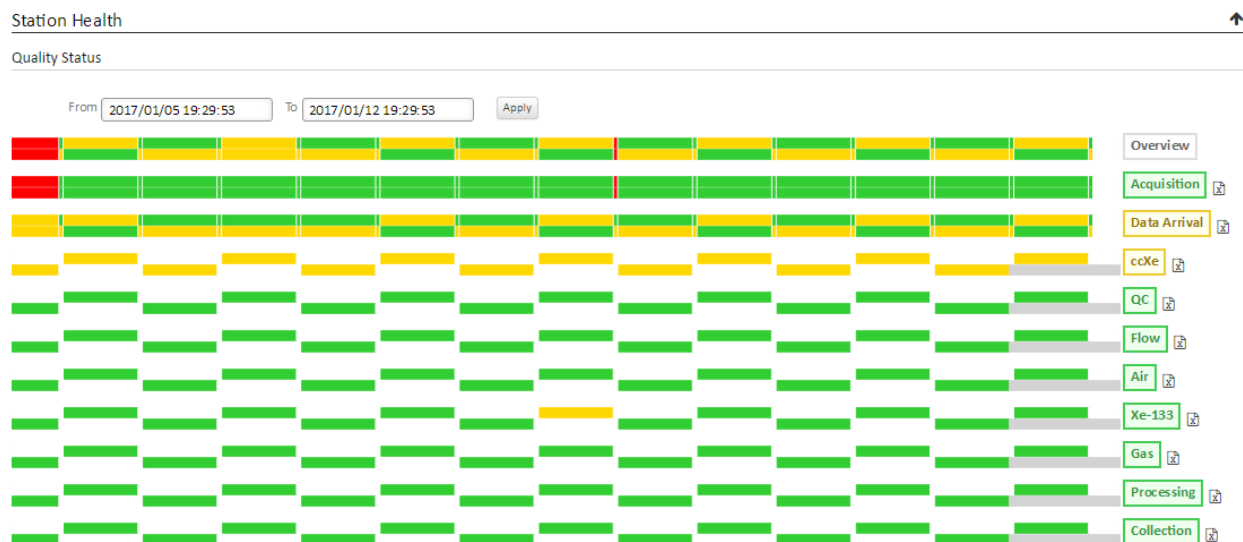 Station Health
Quality Status
From 2017/01/05 19:29:53 To 2017/01/12 19:29:53 Apply
Overview
Acquisition
Data Arrival
ccXe
QC
Flow
Air
Xe-133
Gas
Processing
Collection